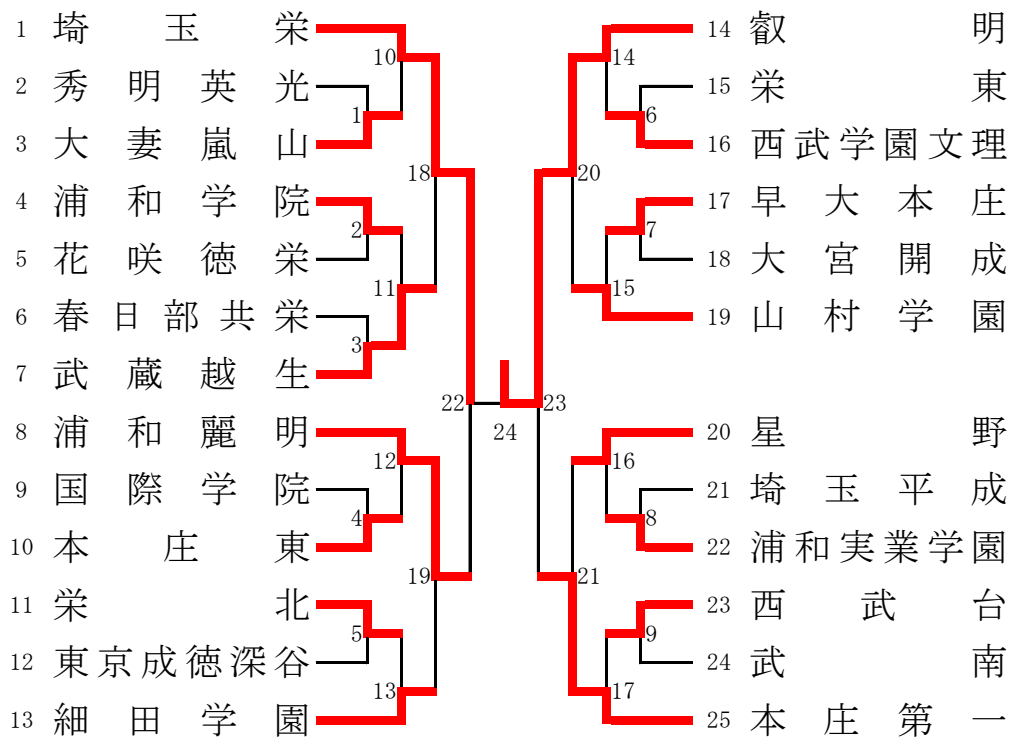 1 埼玉栄
2 秀明英光
3 大妻嵐山
4 浦和学院
5 花咲徳栄
6 春日部共栄
7 武蔵越生
8 浦和麗明
9 国際学院
10 本庄東
11 栄北
12 東京成徳深谷
13 細田学園
10
1
18
2
11
3
22
12
4
19
5
13
24
14
6
20
7
15
23
16
8
21
9
17
14 叡明
15 栄東
16 西武学園文理
17 早大本庄
18 大宮開成
19 山村学園
20 星野
21 埼玉平成
22 浦和実業学園
23 西武台
24 武南
25 本庄第一